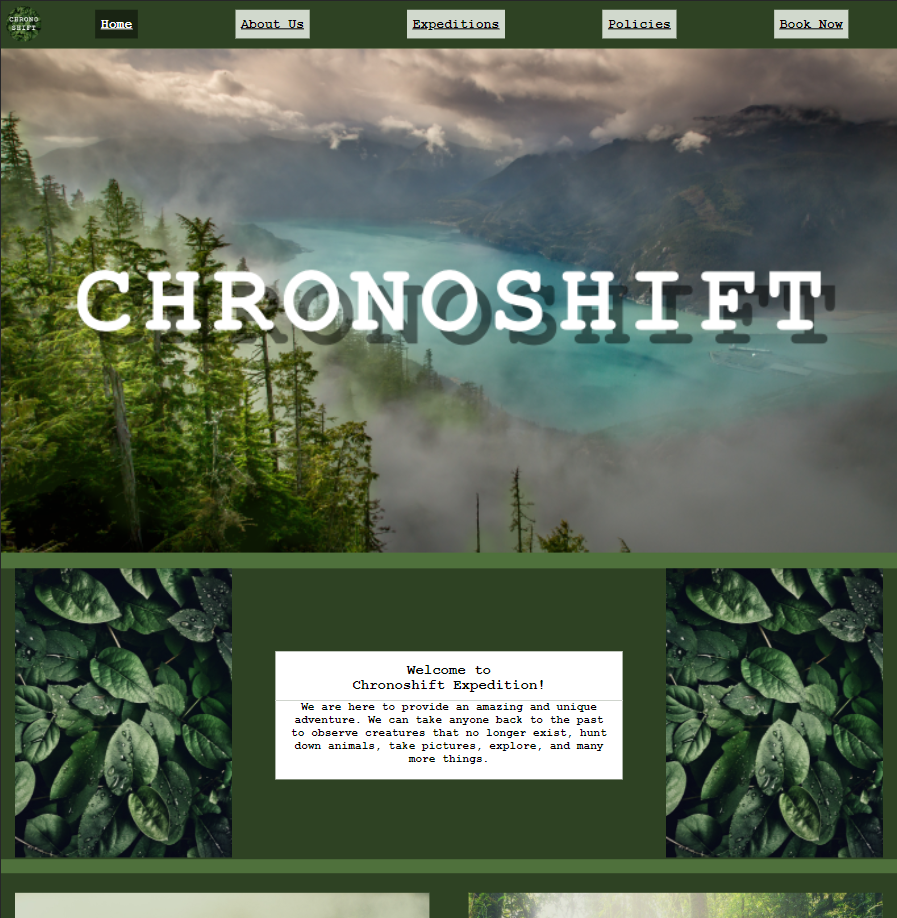 CHRONO
SHIFT
Home
About Us
Expeditions
Policies
Book Now
CHRONOSHIFT
Welcome to
Chronoshift Expedition!
We are here to provide an amazing and unique
adventure. We can take anyone back to the past
to observe creatures that no longer exist, hunt
down animals, take pictures, explore, and many
more things.